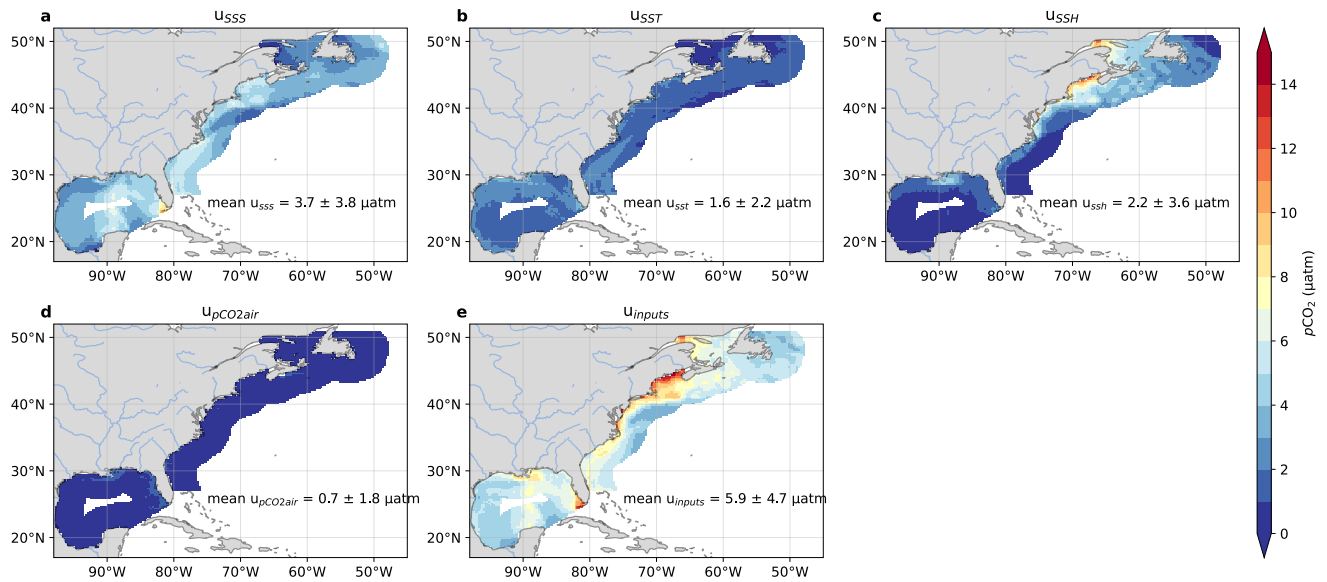 a u_SSS
50°N
40°N
30°N
20°N
90°W 80°W 70°W 60°W 50°W
mean u_sss = 3.7 ± 3.8 µatm
b u_SST
50°N
40°N
30°N
20°N
90°W 80°W 70°W 60°W 50°W
mean u_sst = 1.6 ± 2.2 µatm
c u_SSH
50°N
40°N
30°N
20°N
90°W 80°W 70°W 60°W 50°W
mean u_ssh = 2.2 ± 3.6 µatm
d u_pCO2air
50°N
40°N
30°N
20°N
90°W 80°W 70°W 60°W 50°W
mean u_pCO2air = 0.7 ± 1.8 µatm
e u_inputs
50°N
40°N
30°N
20°N
90°W 80°W 70°W 60°W 50°W
mean u_inputs = 5.9 ± 4.7 µatm
14
12
10
8
6
4
2
0
pCO₂ (µatm)